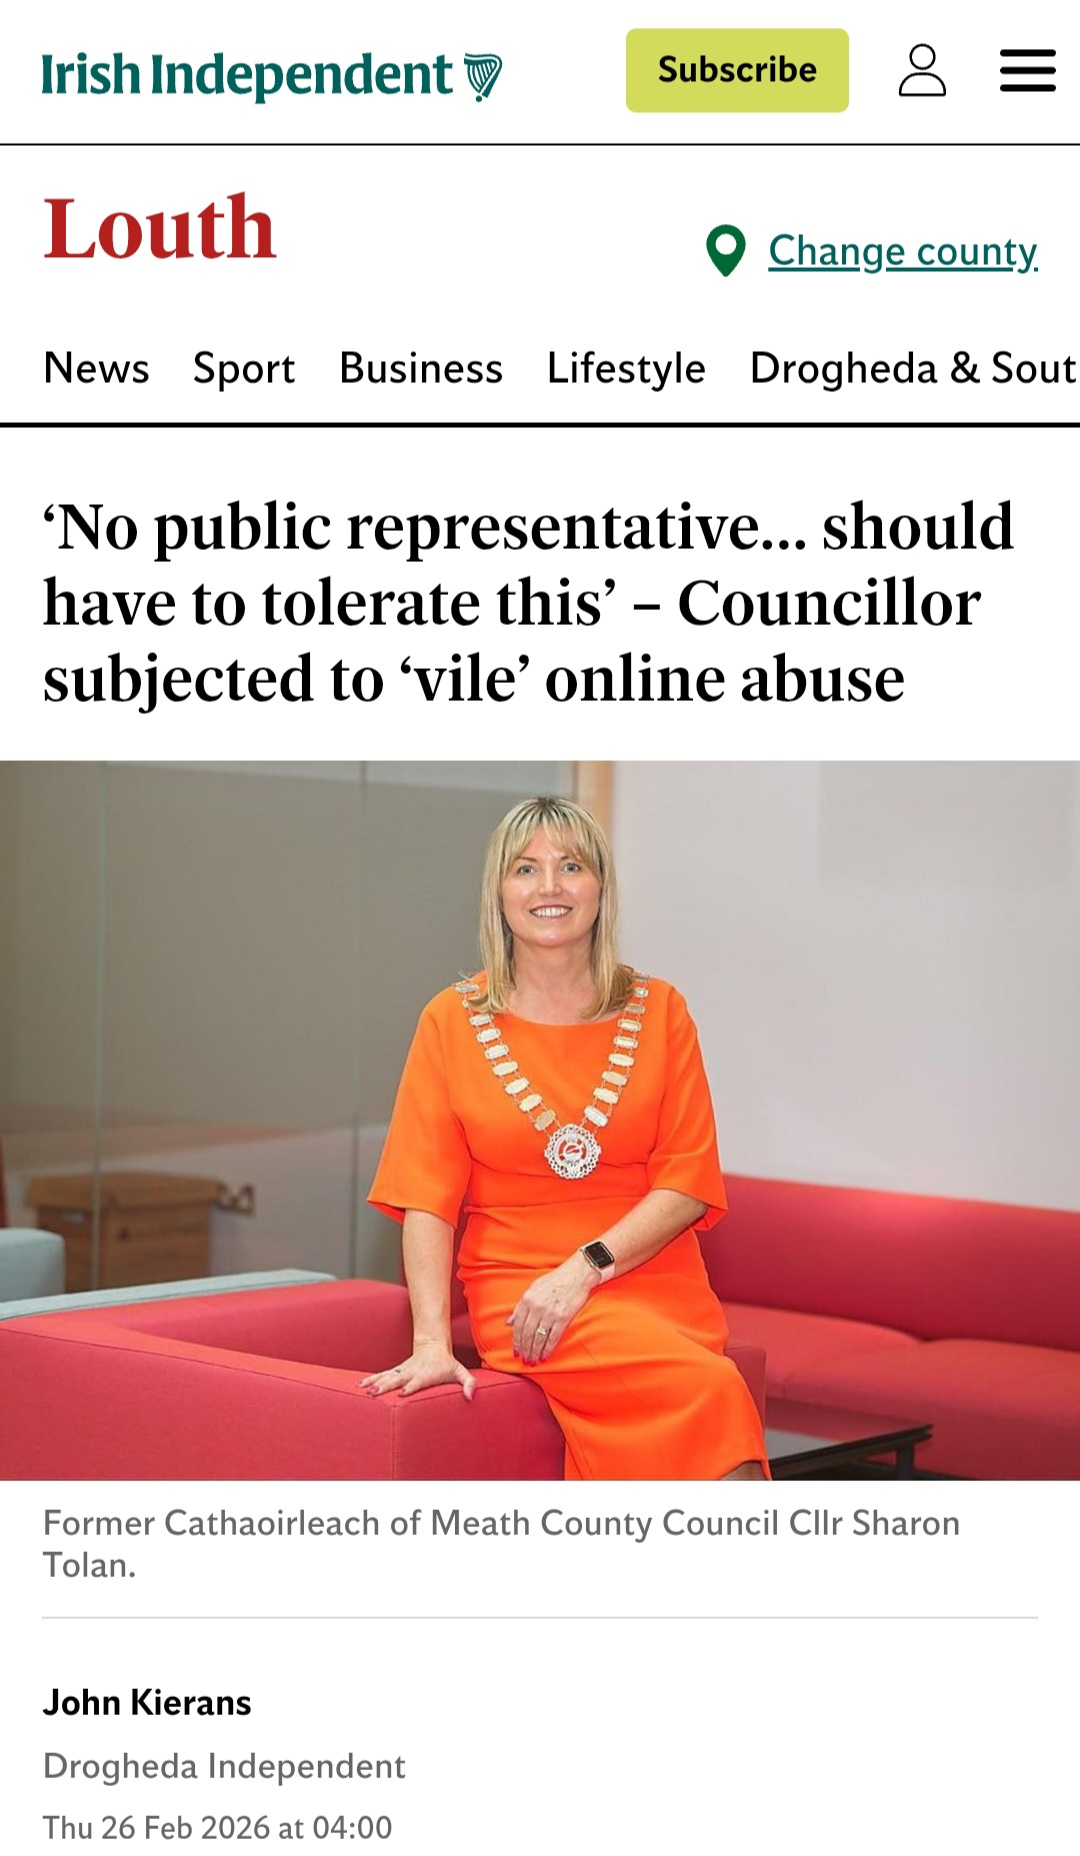 Irish Independent
Subscribe
Louth
Change county
News Sport Business Lifestyle Drogheda & Sout
‘No public representative... should
have to tolerate this’ – Councillor
subjected to ‘vile’ online abuse
Former Cathaoirleach of Meath County Council Cllr Sharon
Tolan.
John Kierans
Drogheda Independent
Thu 26 Feb 2026 at 04:00